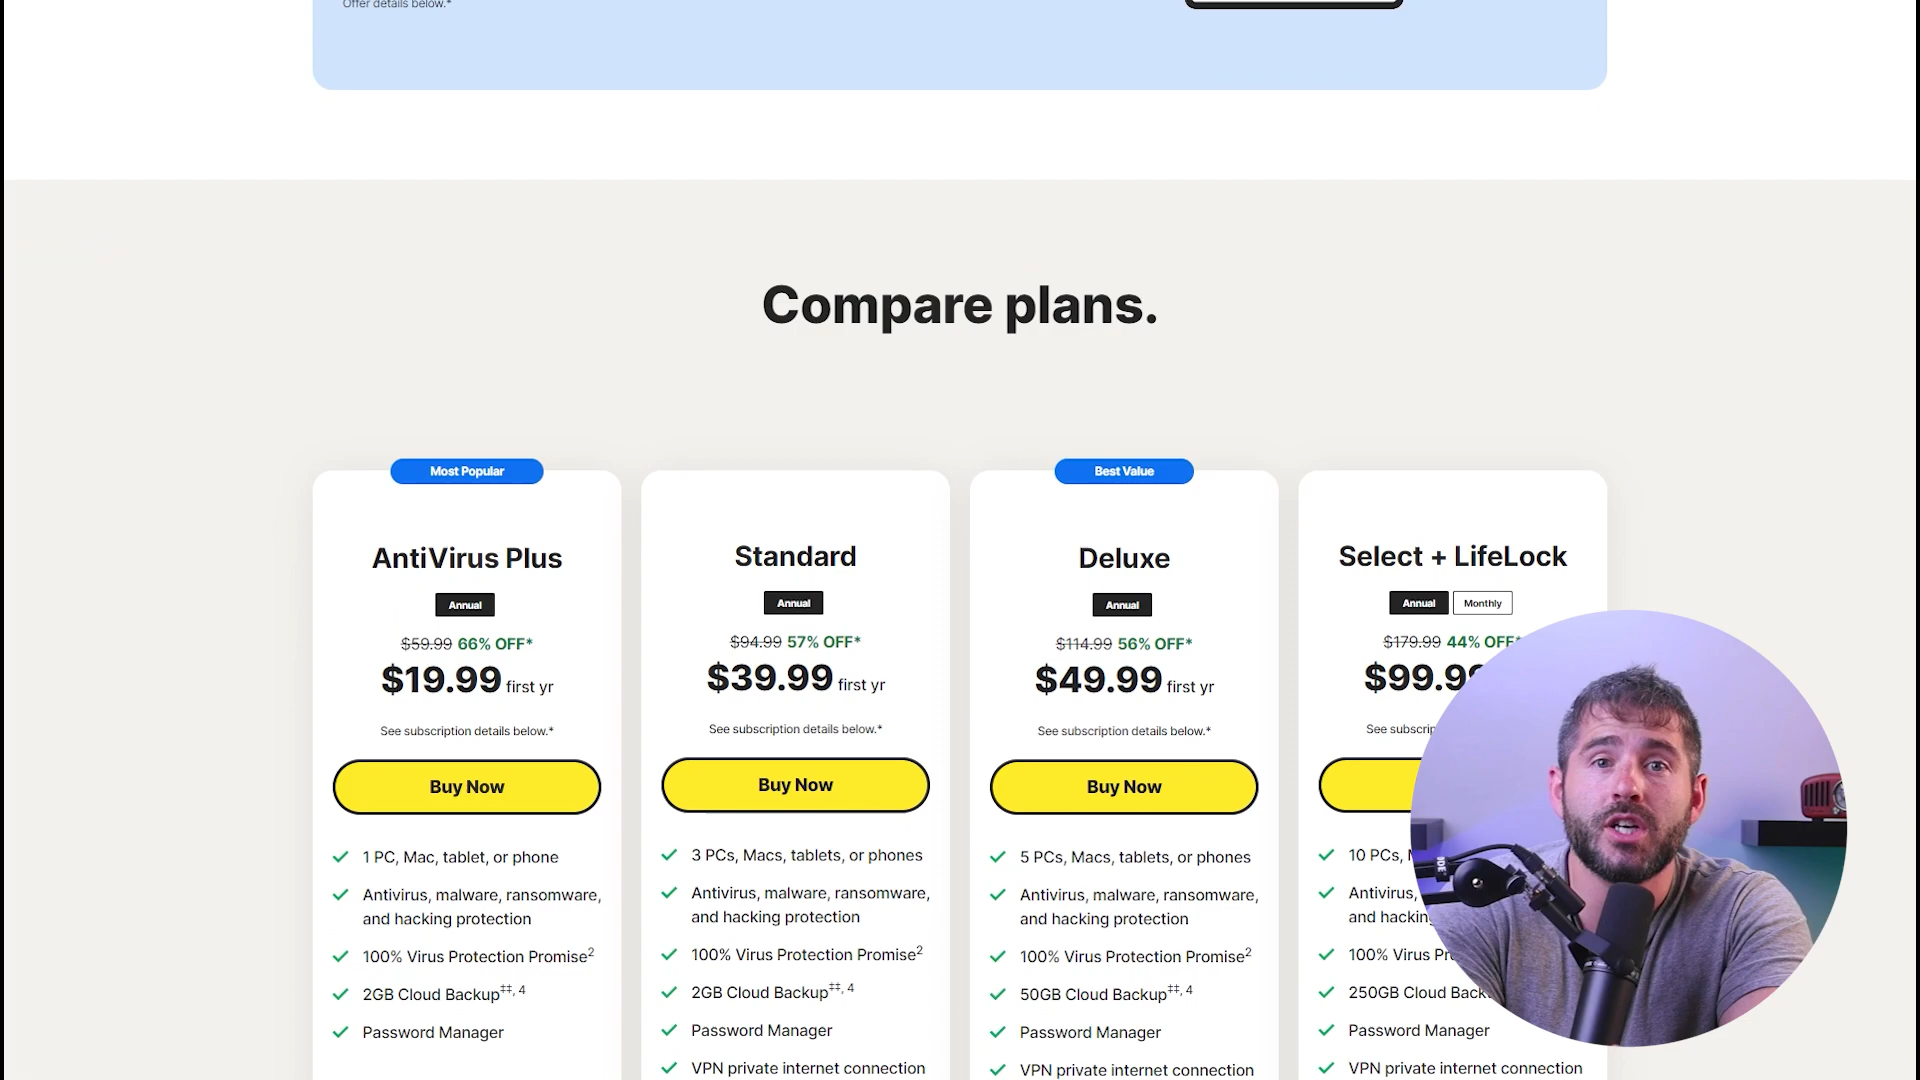 Offer details below.*
Compare plans.
Most Popular
AntiVirus Plus
Annual
$59.99 66% OFF*
$19.99 first yr
See subscription details below.*
Buy Now
1 PC, Mac, tablet, or phone
Antivirus, malware, ransomware,
and hacking protection
100% Virus Protection Promise2
2GB Cloud Backup‡‡, 4
Password Manager
Standard
Annual
$94.99 57% OFF*
$39.99 first yr
See subscription details below.*
Buy Now
3 PCs, Macs, tablets, or phones
Antivirus, malware, ransomware,
and hacking protection
100% Virus Protection Promise2
2GB Cloud Backup‡‡, 4
Password Manager
VPN private internet connection
Best Value
Deluxe
Annual
$114.99 56% OFF*
$49.99 first yr
See subscription details below.*
Buy Now
5 PCs, Macs, tablets, or phones
Antivirus, malware, ransomware,
and hacking protection
100% Virus Protection Promise2
50GB Cloud Backup‡‡, 4
Password Manager
VPN private internet connection
Select + LifeLock
Annual Monthly
$179.99 44% OFF*
$99.99
See
10 PCs,
Antivirus,
and
100% Virus
250GB Cloud
Password Manager
VPN private internet connection